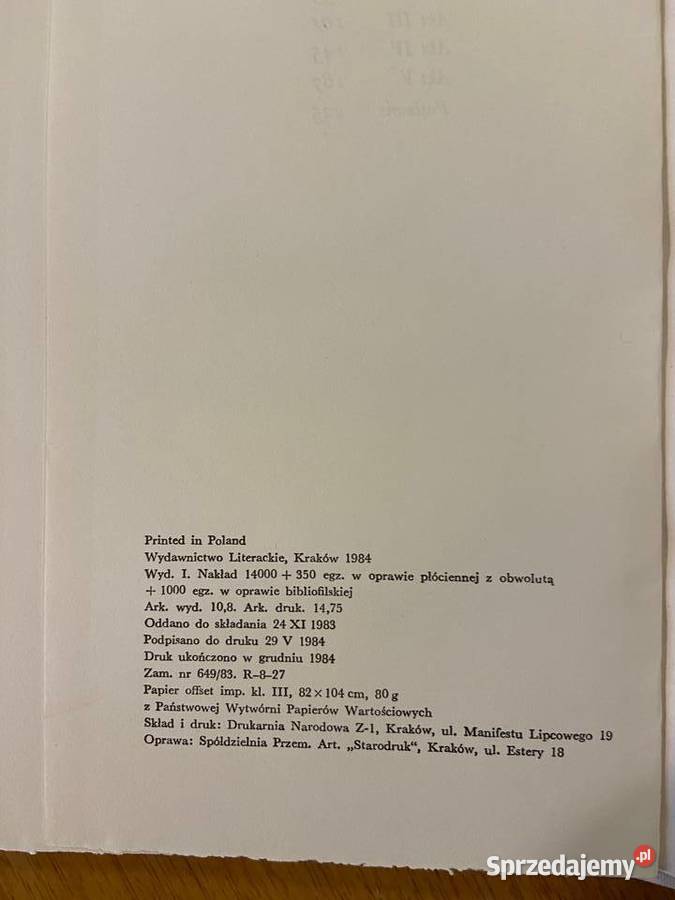 Printed in Poland
Wydawnictwo Literackie, Kraków 1984
Wyd. I. Nakład 14000 + 350 egz. w oprawie płóciennej z obwolutą
+ 1000 egz. w oprawie bibliofilskiej
Ark. wyd. 10,8. Ark. druk. 14,75
Oddano do składania 24 XI 1983
Podpisano do druku 29 V 1984
Druk ukończono w grudniu 1984
Zam. nr 649/83. R-8-27
Papier offset imp. kl. III, 82 × 104 cm, 80 g
z Państwowej Wytwórni Papierów Wartościowych
Skład i druk: Drukarnia Narodowa Z-1, Kraków, ul. Manifestu Lipcowego 19
Oprawa: Spółdzielnia Przem. Art. „Starodruk“, Kraków, ul. Estery 18
Sprzedajemy.pl